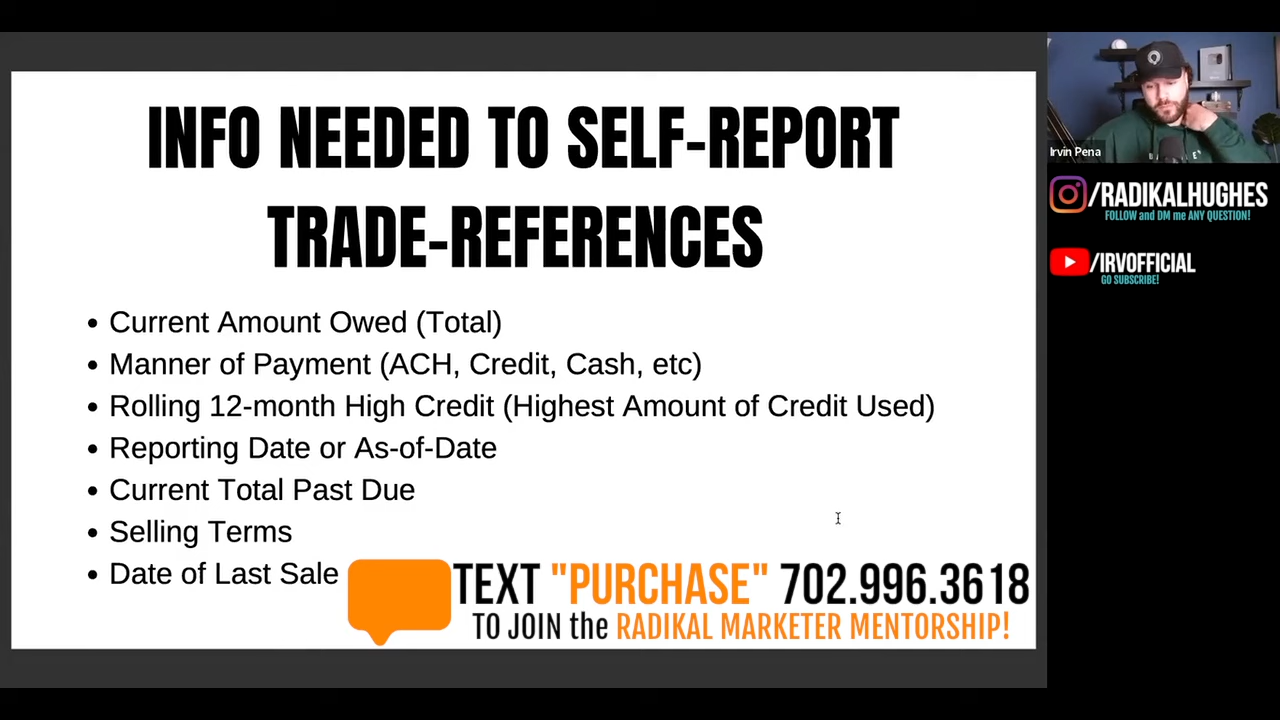 INFO NEEDED TO SELF-REPORT
TRADE-REFERENCES
• Current Amount Owed (Total)
• Manner of Payment (ACH, Credit, Cash, etc)
• Rolling 12-month High Credit (Highest Amount of Credit Used)
• Reporting Date or As-of-Date
• Current Total Past Due
• Selling Terms
• Date of Last Sale
TEXT "PURCHASE" 702.996.3618
TO JOIN the RADIKAL MARKETER MENTORSHIP!
Irvin Pena
/RADIKALHUGHES
FOLLOW and DM me ANY QUESTION!
/IRVOFFICIAL
GO SUBSCRIBE!